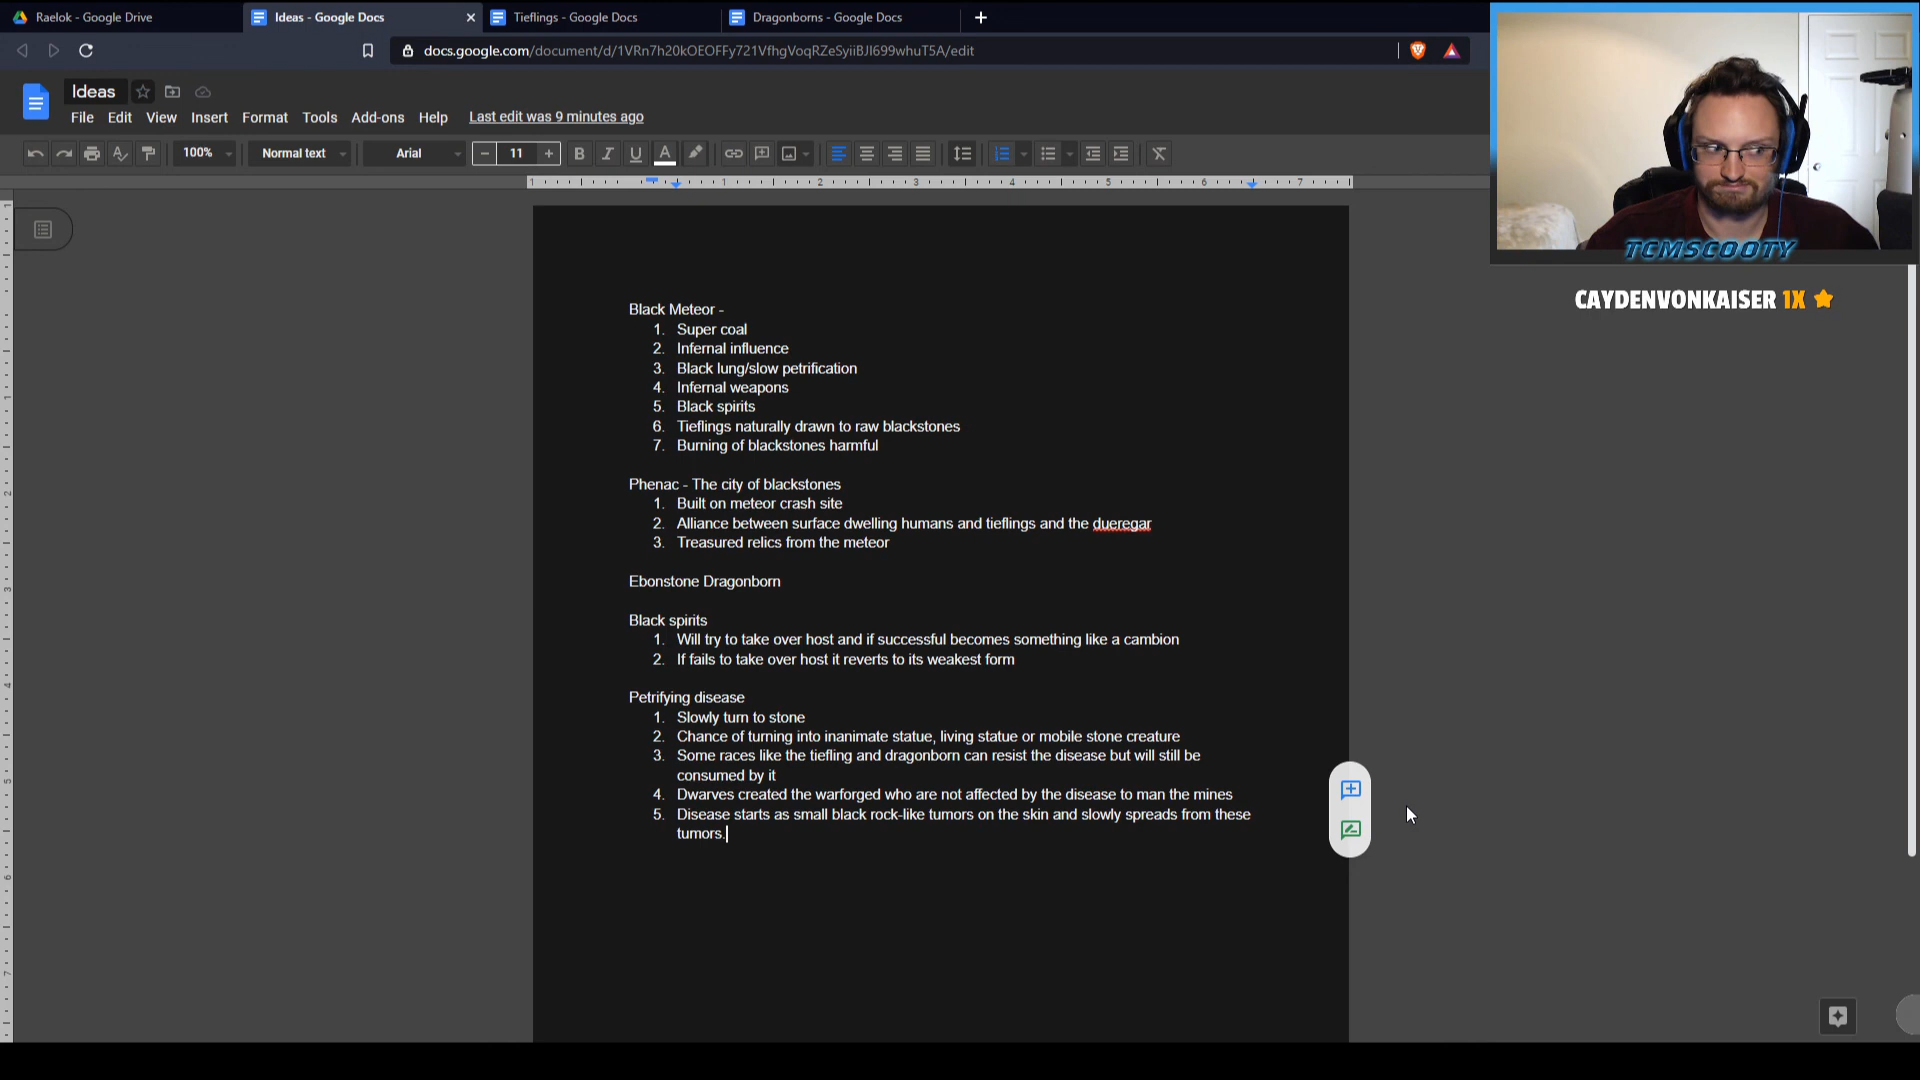 Raelok - Google Drive
Ideas - Google Docs
Tieflings - Google Docs
Dragonborns - Google Docs
docs.google.com/document/d/1VRn7h20kOEOFFy721VfhgVoqRZeSyiiBJl699whuT5A/edit
Ideas
File Edit View Insert Format Tools Add-ons Help Last edit was 9 minutes ago
100% Normal text Arial 11
1 1 2 3 4 5 6 7
TCMSCOOTY
CAYDENVONKAISER 1X
Black Meteor -
1. Super coal
2. Infernal influence
3. Black lung/slow petrification
4. Infernal weapons
5. Black spirits
6. Tieflings naturally drawn to raw blackstones
7. Burning of blackstones harmful
Phenac - The city of blackstones
1. Built on meteor crash site
2. Alliance between surface dwelling humans and tieflings and the dueregar
3. Treasured relics from the meteor
Ebonstone Dragonborn
Black spirits
1. Will try to take over host and if successful becomes something like a cambion
2. If fails to take over host it reverts to its weakest form
Petrifying disease
1. Slowly turn to stone
2. Chance of turning into inanimate statue, living statue or mobile stone creature
3. Some races like the tiefling and dragonborn can resist the disease but will still be
consumed by it
4. Dwarves created the warforged who are not affected by the disease to man the mines
5. Disease starts as small black rock-like tumors on the skin and slowly spreads from these
tumors.